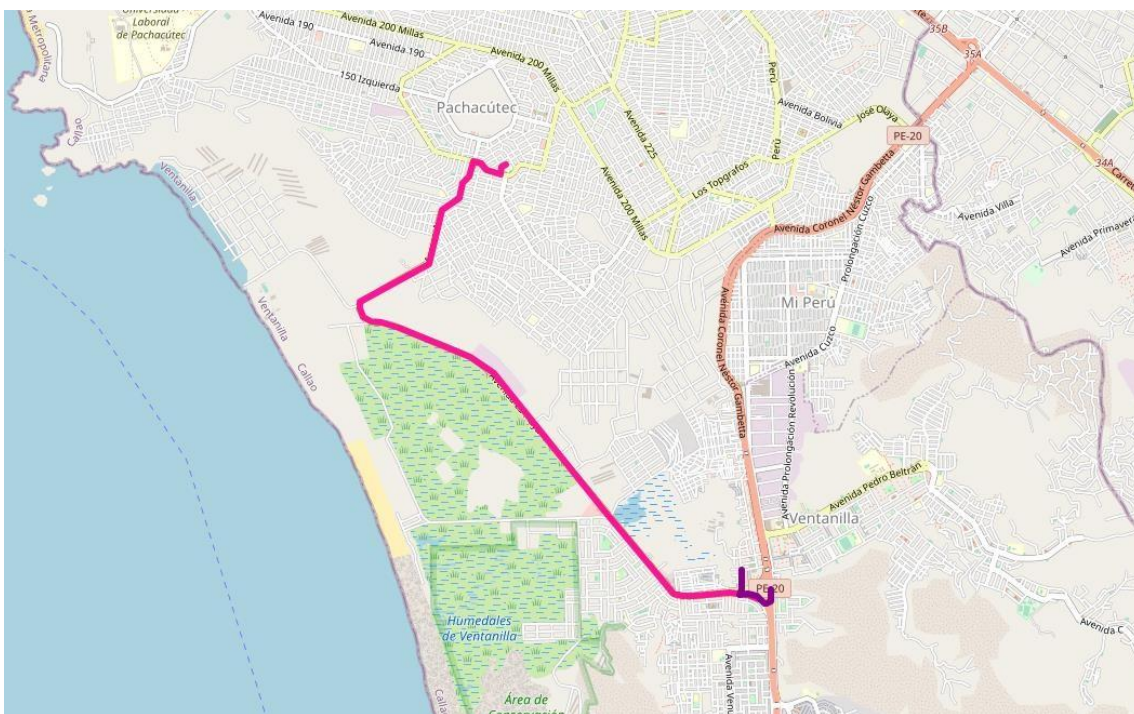 Universidad
Laboral
de Pachacútec
Metropolitana
Callao
Avenida 190
Avenida 200 Millas
Avenida 190
Avenida 200 Millas
150 Izquierda
Pachacútec
Avenida 225
Avenida 200 Millas
Perú
Perú
Avenida Bolivia
José Olaya
Los Topgrafos
35B
35A
34A
PE-20
Avenida Coronel Néstor Gambetta
Prolongación Cuzco
Avenida Villa
Avenida Primavera
Ventanilla
Ventanilla
Callao
Mi Perú
Avenida Cuzco
Avenida Coronel Néstor Gambetta
Avenida Prolongación Revolución
Avenida Pedro Beltrán
Ventanilla
PE-20
Humedales
de Ventanilla
Área de
Avenida C